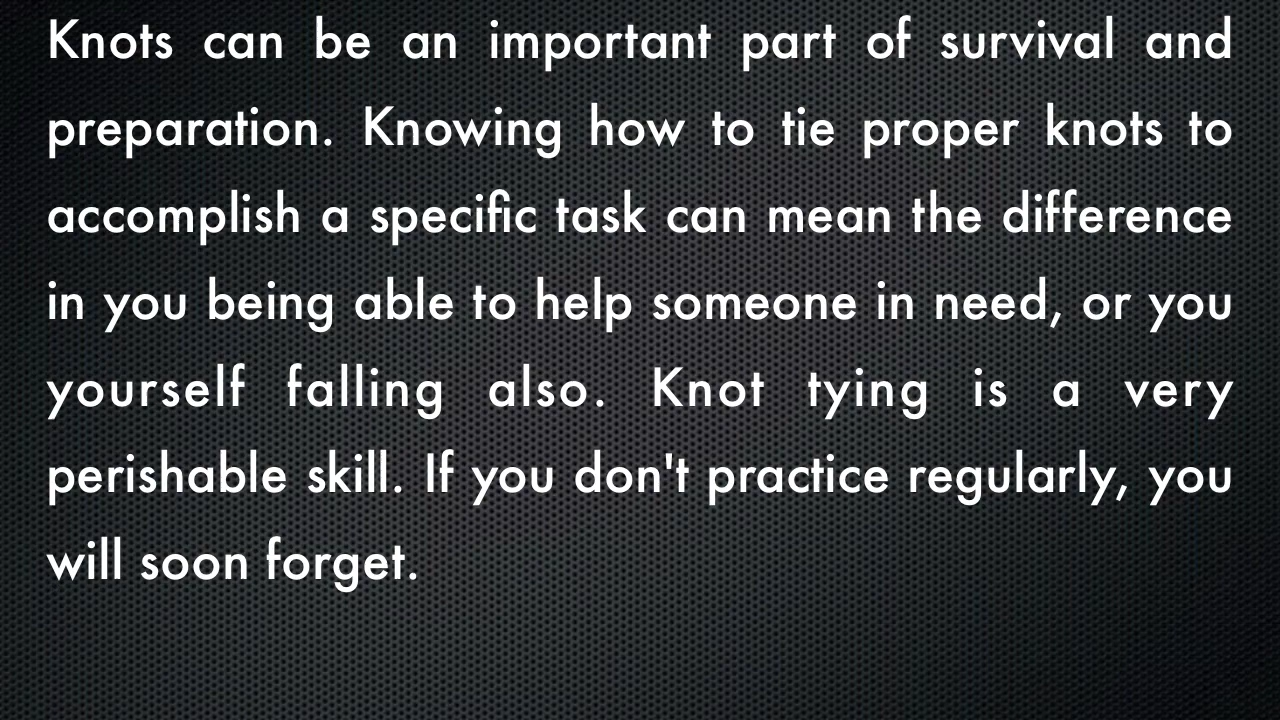 Knots can be an important part of survival and
preparation. Knowing how to tie proper knots to
accomplish a specific task can mean the difference
in you being able to help someone in need, or you
yourself falling also. Knot tying is a very
perishable skill. If you don't practice regularly, you
will soon forget.